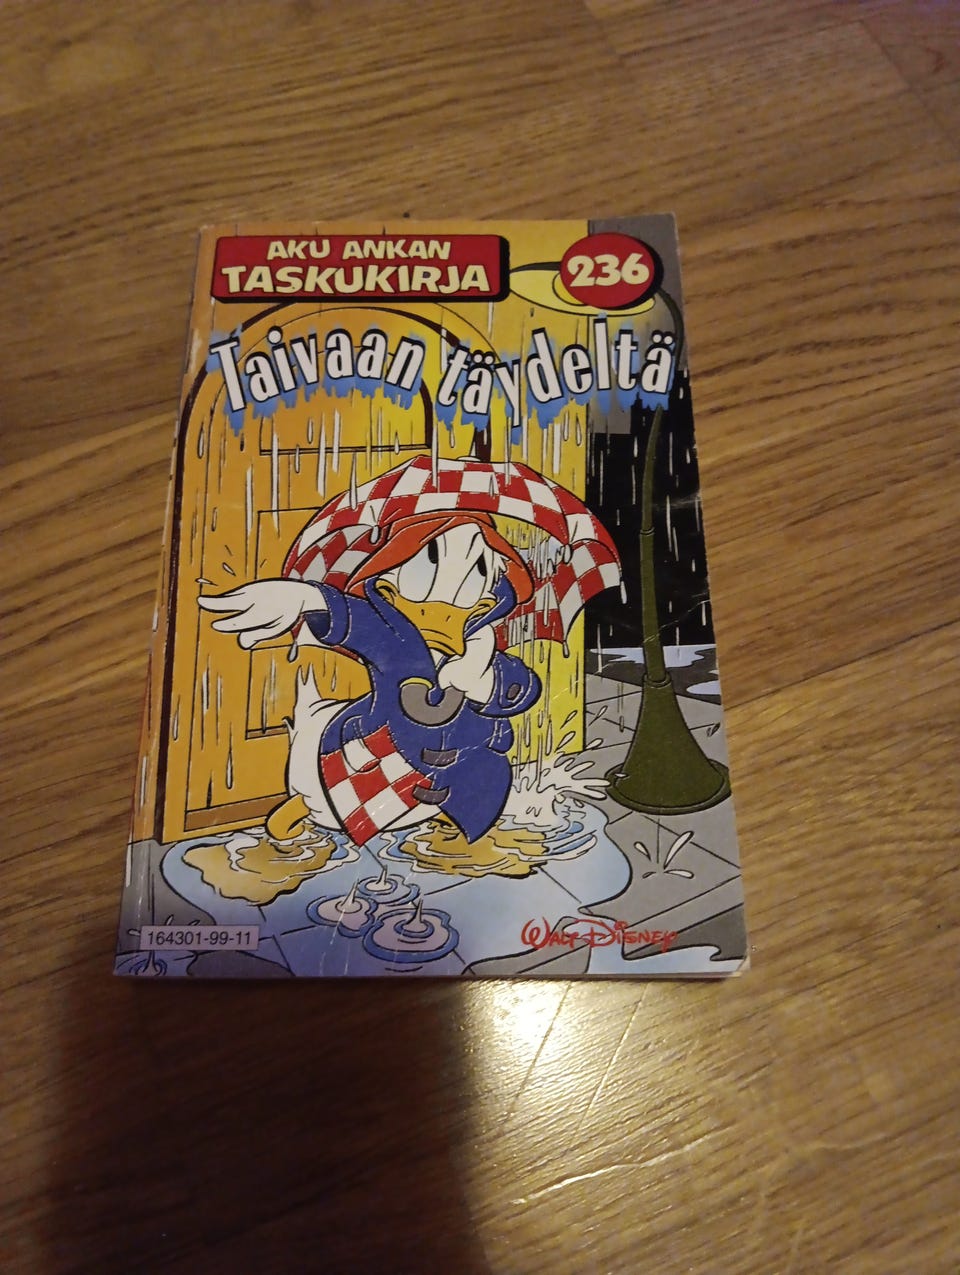 AKU ANKAN
TASKUKIRJA
236
Taivaan täydeltä
164301-99-11
WALT DISNEY